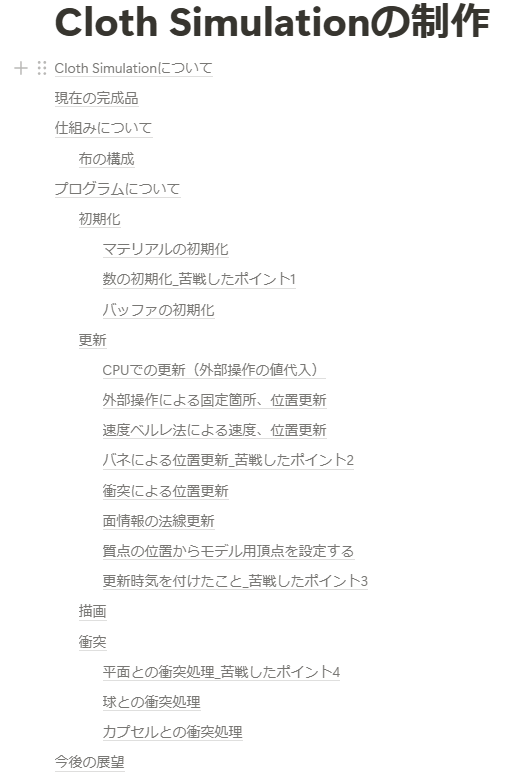 Cloth Simulationの制作
Cloth Simulationについて
現在の完成品
仕組みについて
布の構成
プログラムについて
初期化
マテリアルの初期化
数の初期化_苦戦したポイント1
バッファの初期化
更新
CPUでの更新（外部操作の値代入）
外部操作による固定箇所、位置更新
速度ベルレ法による速度、位置更新
バネによる位置更新_苦戦したポイント2
衝突による位置更新
面情報の法線更新
質点の位置からモデル用頂点を設定する
更新時気を付けたこと_苦戦したポイント3
描画
衝突
平面との衝突処理_苦戦したポイント4
球との衝突処理
カプセルとの衝突処理
今後の展望